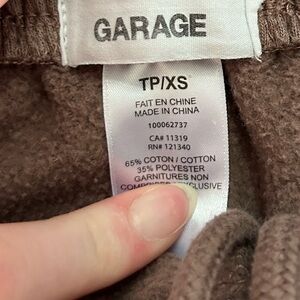 GARAGE
TP/XS
FAIT EN CHINE
MADE IN CHINA
100062737
CA# 11319
RN# 121340
65% COTON / COTTON
35% POLYESTER
GARNITURES NON
EXCLUSIVE